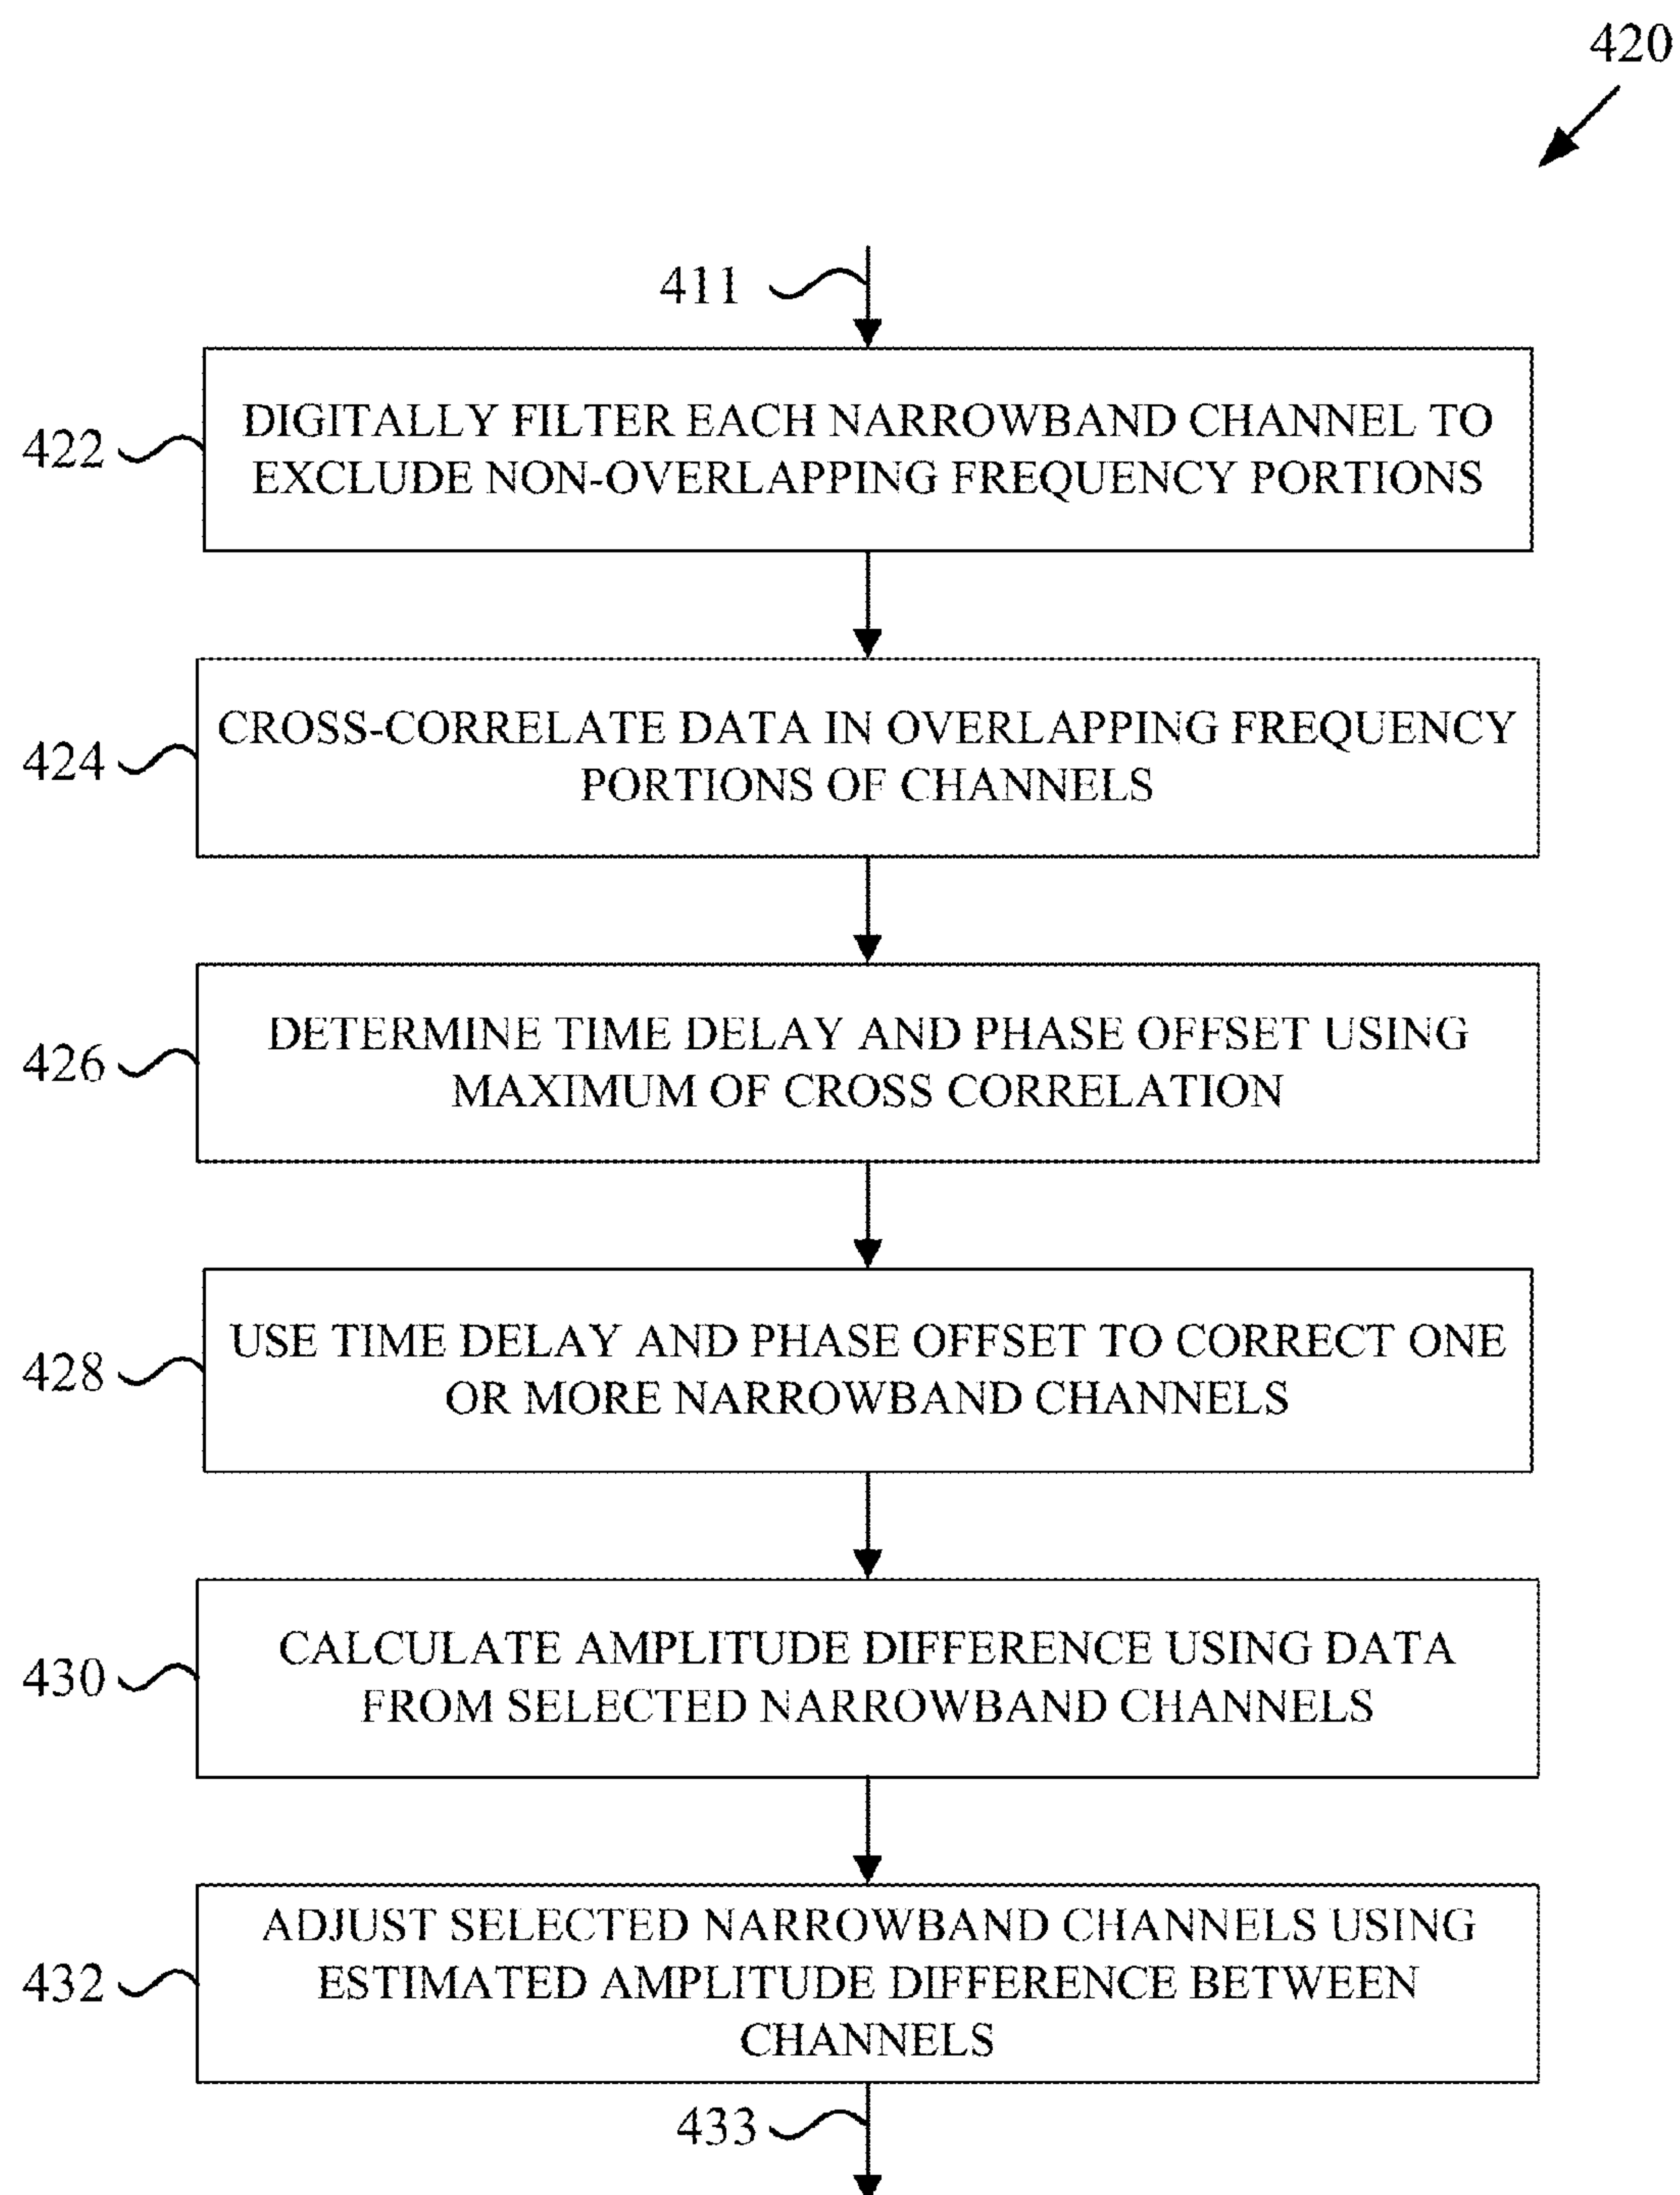 420
411
422
DIGITALLY FILTER EACH NARROWBAND CHANNEL TO
EXCLUDE NON-OVERLAPPING FREQUENCY PORTIONS
424
CROSS-CORRELATE DATA IN OVERLAPPING FREQUENCY
PORTIONS OF CHANNELS
426
DETERMINE TIME DELAY AND PHASE OFFSET USING
MAXIMUM OF CROSS CORRELATION
428
USE TIME DELAY AND PHASE OFFSET TO CORRECT ONE
OR MORE NARROWBAND CHANNELS
430
CALCULATE AMPLITUDE DIFFERENCE USING DATA
FROM SELECTED NARROWBAND CHANNELS
432
ADJUST SELECTED NARROWBAND CHANNELS USING
ESTIMATED AMPLITUDE DIFFERENCE BETWEEN
CHANNELS
433